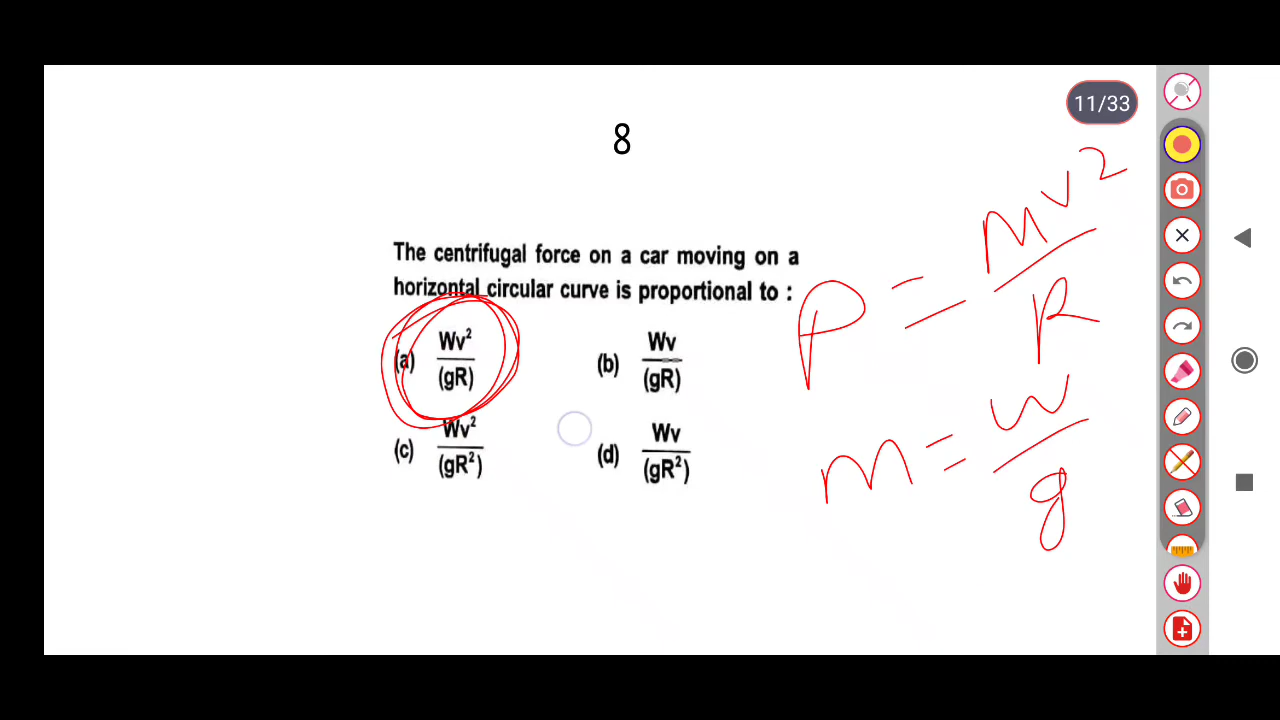 11/33
8
The centrifugal force on a car moving on a
horizontal circular curve is proportional to :
(a) Wv²/(gR)
(b) Wv/(gR)
(c) Wv²/(gR²)
(d) Wv/(gR²)
P = Mv²/R
m = W/g